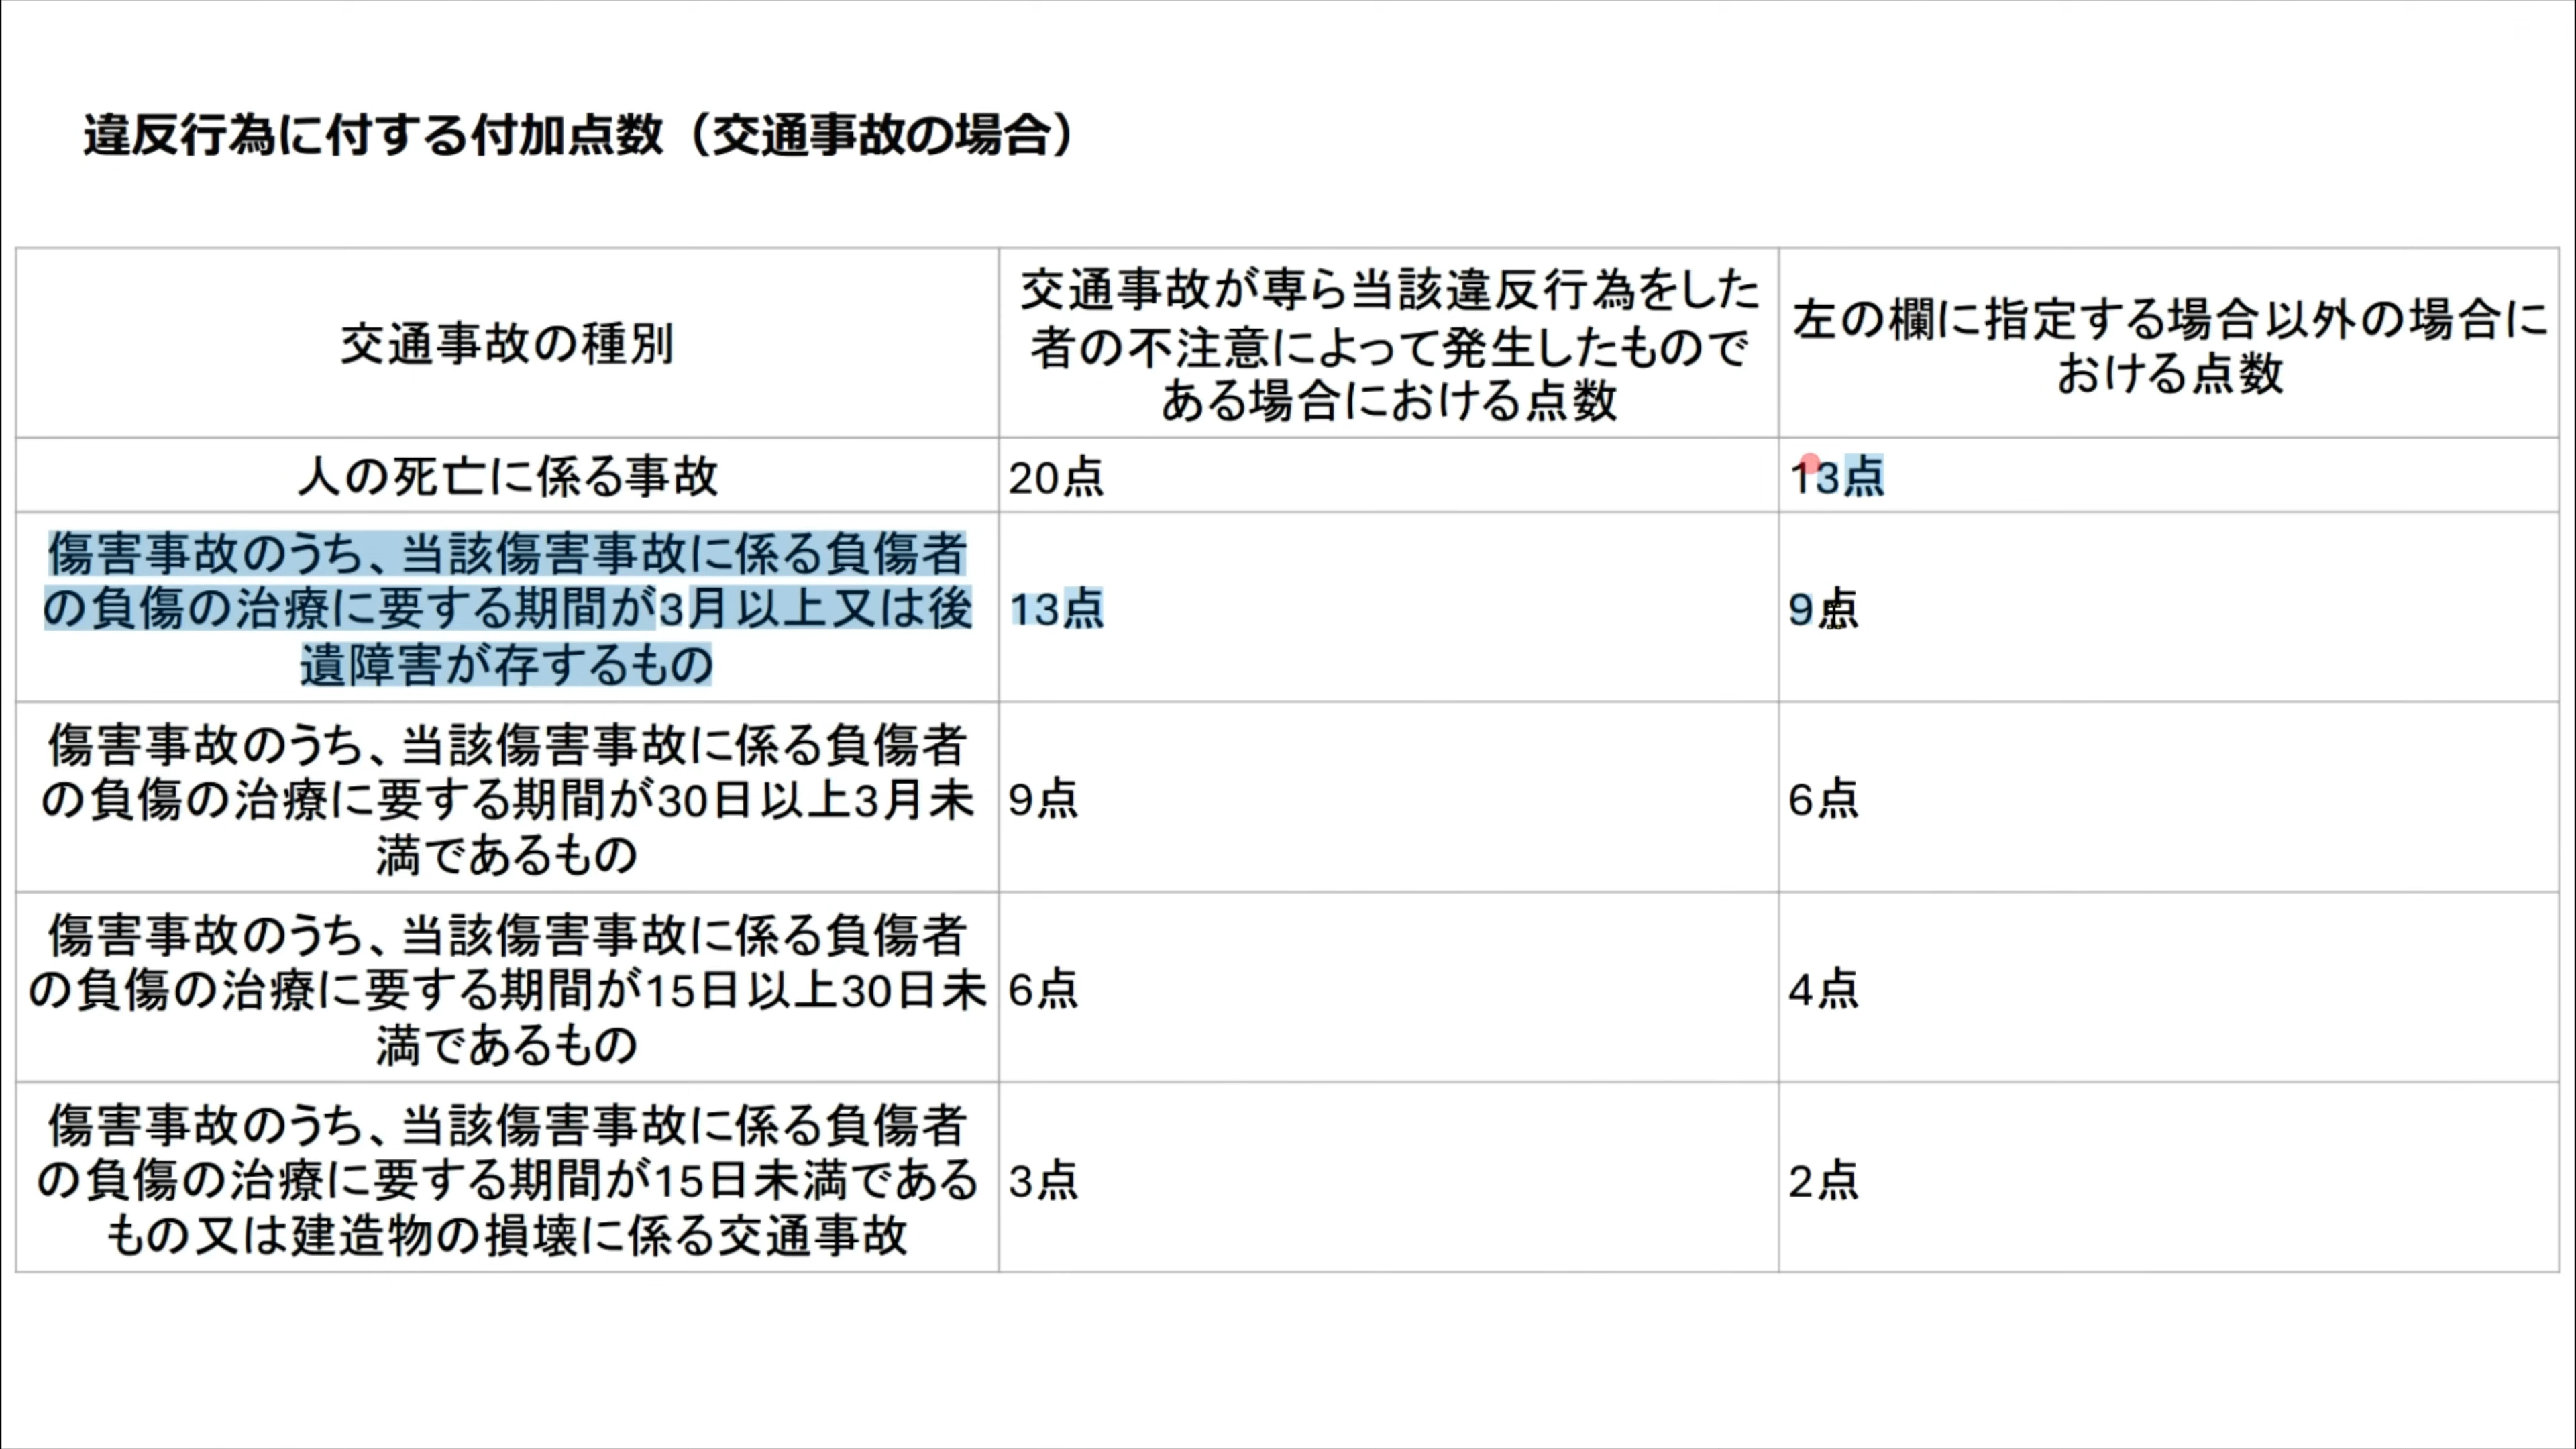 違反行為に付する付加点数（交通事故の場合）
交通事故の種別
交通事故が専ら当該違反行為をした
者の不注意によって発生したもので
ある場合における点数
左の欄に指定する場合以外の場合に
おける点数
人の死亡に係る事故
20点
13点
傷害事故のうち、当該傷害事故に係る負傷者
の負傷の治療に要する期間が3月以上又は後
遺障害が存するもの
13点
9点
傷害事故のうち、当該傷害事故に係る負傷者
の負傷の治療に要する期間が30日以上3月未
満であるもの
9点
6点
傷害事故のうち、当該傷害事故に係る負傷者
の負傷の治療に要する期間が15日以上30日未
満であるもの
6点
4点
傷害事故のうち、当該傷害事故に係る負傷者
の負傷の治療に要する期間が15日未満である
もの又は建造物の損壊に係る交通事故
3点
2点